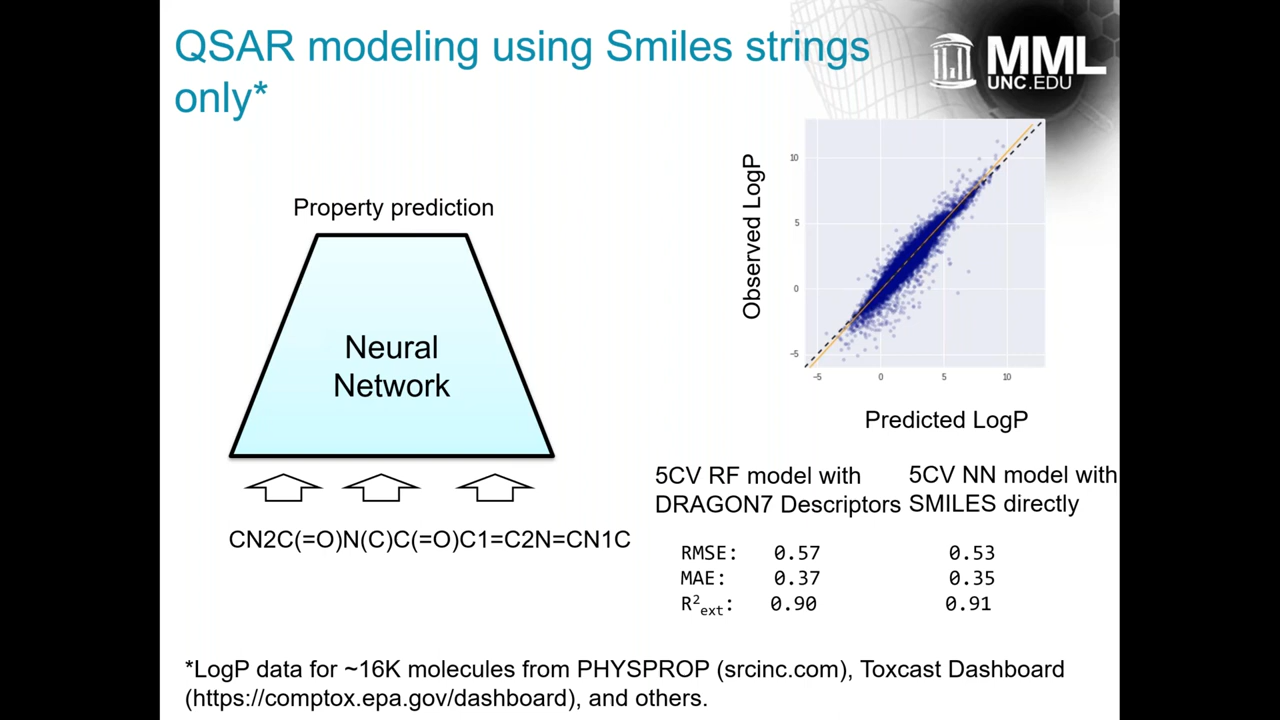 QSAR modeling using Smiles strings
only*
MML
UNC.EDU
Property prediction
Neural
Network
CN2C(=O)N(C)C(=O)C1=C2N=CN1C
Observed LogP
10
5
0
−5
−5 0 5 10
Predicted LogP
5CV RF model with
DRAGON7 Descriptors
5CV NN model with
SMILES directly
RMSE: 0.57 0.53
MAE: 0.37 0.35
R²ext: 0.90 0.91
*LogP data for ~16K molecules from PHYSPROP (srcinc.com), Toxcast Dashboard
(https://comptox.epa.gov/dashboard), and others.